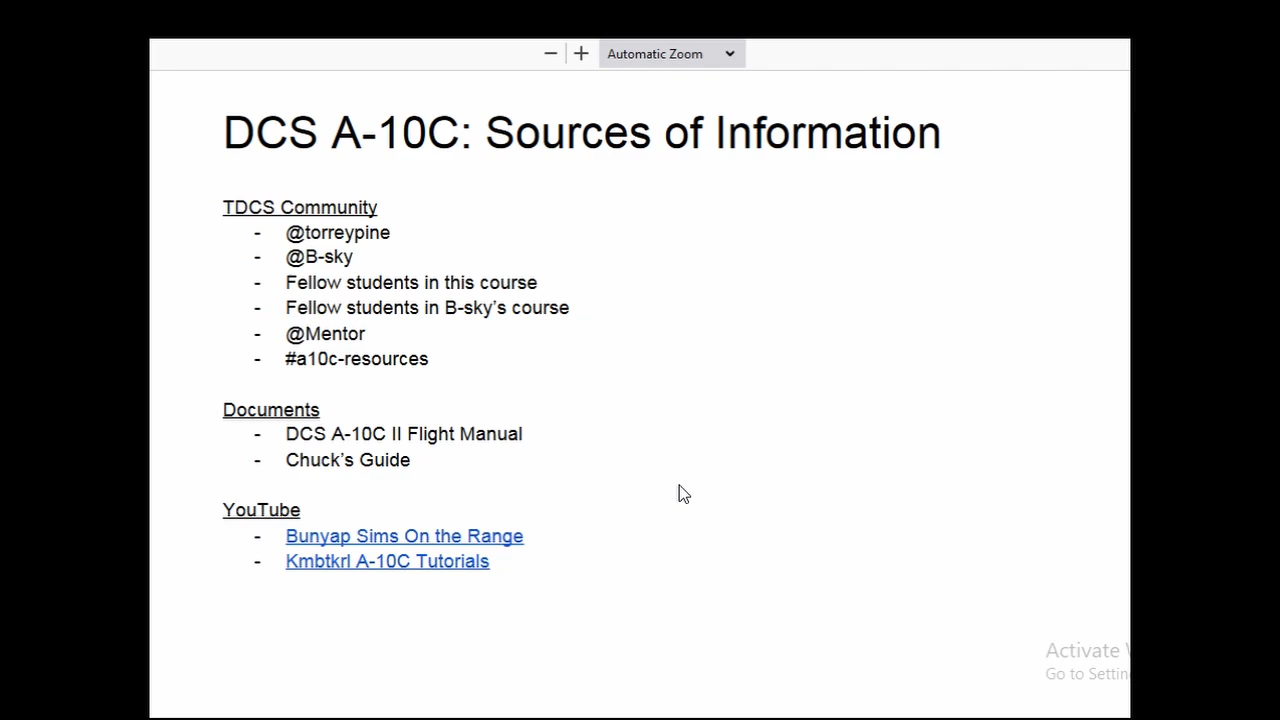 Automatic Zoom
DCS A-10C: Sources of Information
TDCS Community
- @torreypine
- @B-sky
- Fellow students in this course
- Fellow students in B-sky’s course
- @Mentor
- #a10c-resources
Documents
- DCS A-10C II Flight Manual
- Chuck’s Guide
YouTube
- Bunyap Sims On the Range
- Kmbtkrl A-10C Tutorials
Activate
Go to